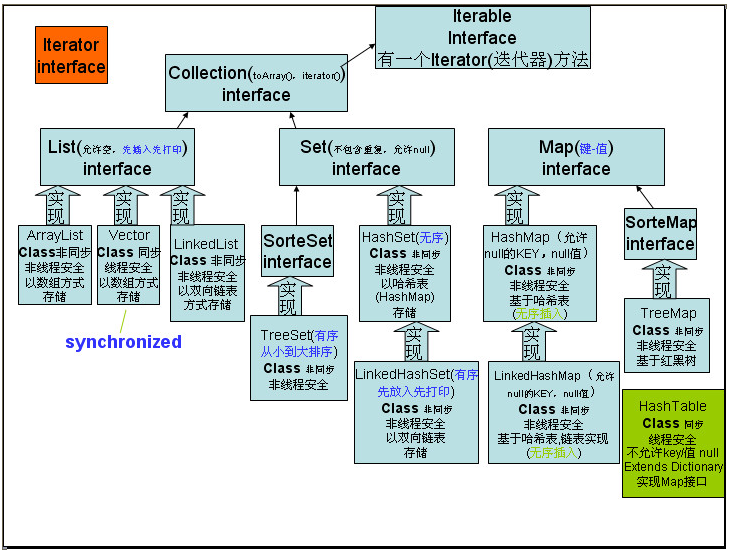 Iterator
interface
Iterable
Interface
有一个Iterator(迭代器)方法
Collection(toArray(), iterator())
interface
List(允许空, 先插入先打印)
interface
Set(不包含重复, 允许null)
interface
Map(键-值)
interface
实现
实现
实现
实现
实现
ArrayList
Class非同步
非线程安全
以数组方式
存储
Vector
Class 同步
线程安全
以数组方式
存储
synchronized
LinkedList
Class 非同步
非线程安全
以双向链表
方式存储
SorteSet
interface
实现
TreeSet(有序
从小到大排序)
Class 非同步
非线程安全
HashSet(无序)
Class 非同步
非线程安全
以哈希表
(HashMap)
存储
实现
LinkedHashSet(有序
先放入先打印)
Class 非同步
非线程安全
以双向链表
存储
HashMap（允许
null的KEY，null值）
Class 非同步
非线程安全
基于哈希表
(无序插入)
实现
LinkedHashMap（允许
null的KEY，null值）
Class 非同步
非线程安全
基于哈希表,链表实现
(无序插入)
SorteMap
interface
实现
TreeMap
Class 非同步
非线程安全
基于红黑树
HashTable
Class 同步
线程安全
不允许key/值 null
Extends Dictionary
实现Map接口